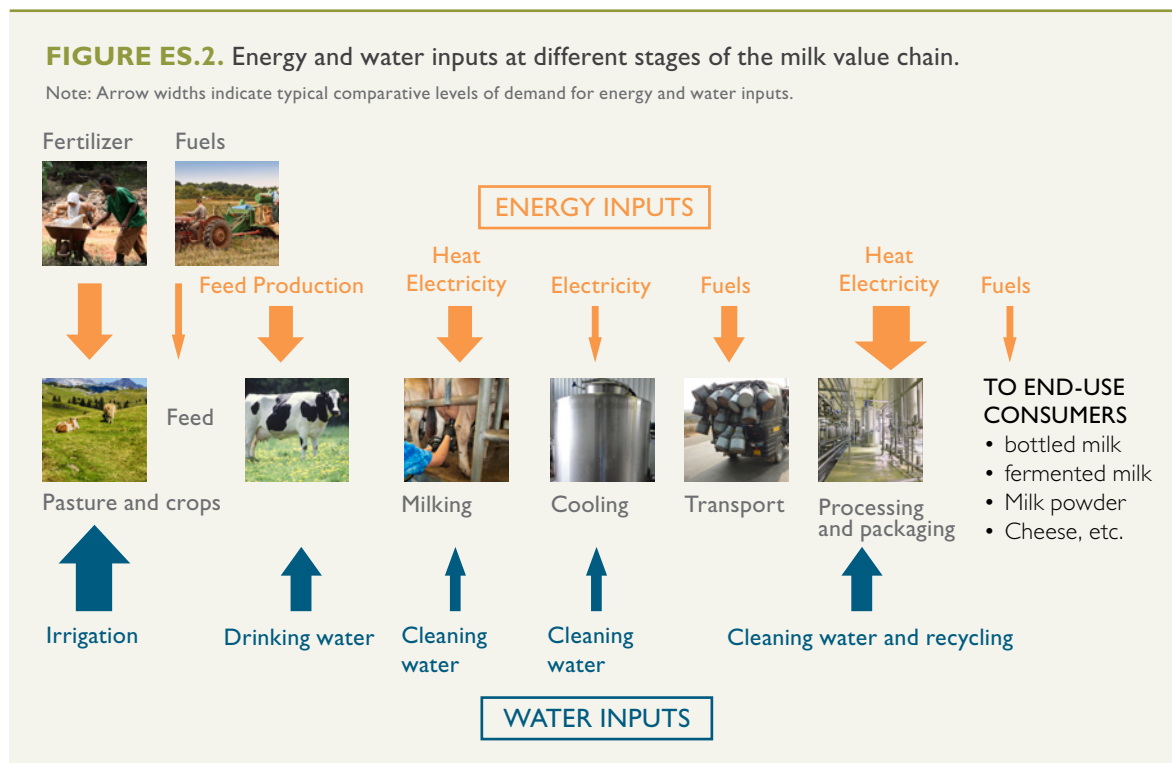 FIGURE ES.2. Energy and water inputs at different stages of the milk value chain.
Note: Arrow widths indicate typical comparative levels of demand for energy and water inputs.
Fertilizer
Fuels
ENERGY INPUTS
Feed Production
Heat
Electricity
Electricity
Fuels
Heat
Electricity
Fuels
Feed
Pasture and crops
Milking
Cooling
Transport
Processing
and packaging
TO END-USE
CONSUMERS
• bottled milk
• fermented milk
• Milk powder
• Cheese, etc.
Irrigation
Drinking water
Cleaning
water
Cleaning
water
Cleaning water and recycling
WATER INPUTS